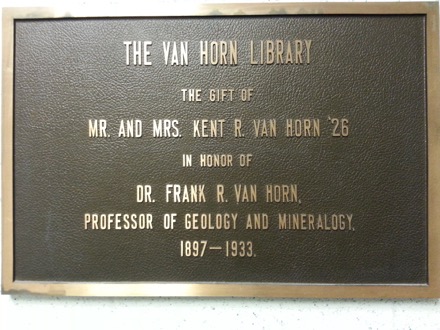 THE VAN HORN LIBRARY
THE GIFT OF
MR. AND MRS. KENT R. VAN HORN '26
IN HONOR OF
DR. FRANK R. VAN HORN,
PROFESSOR OF GEOLOGY AND MINERALOGY,
1897—1933.